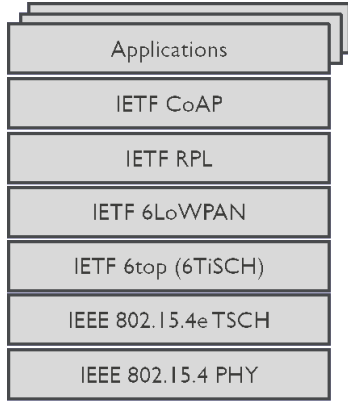 Applications
IETF CoAP
IETF RPL
IETF 6LoWPAN
IETF 6top (6TiSCH)
IEEE 802.15.4e TSCH
IEEE 802.15.4 PHY